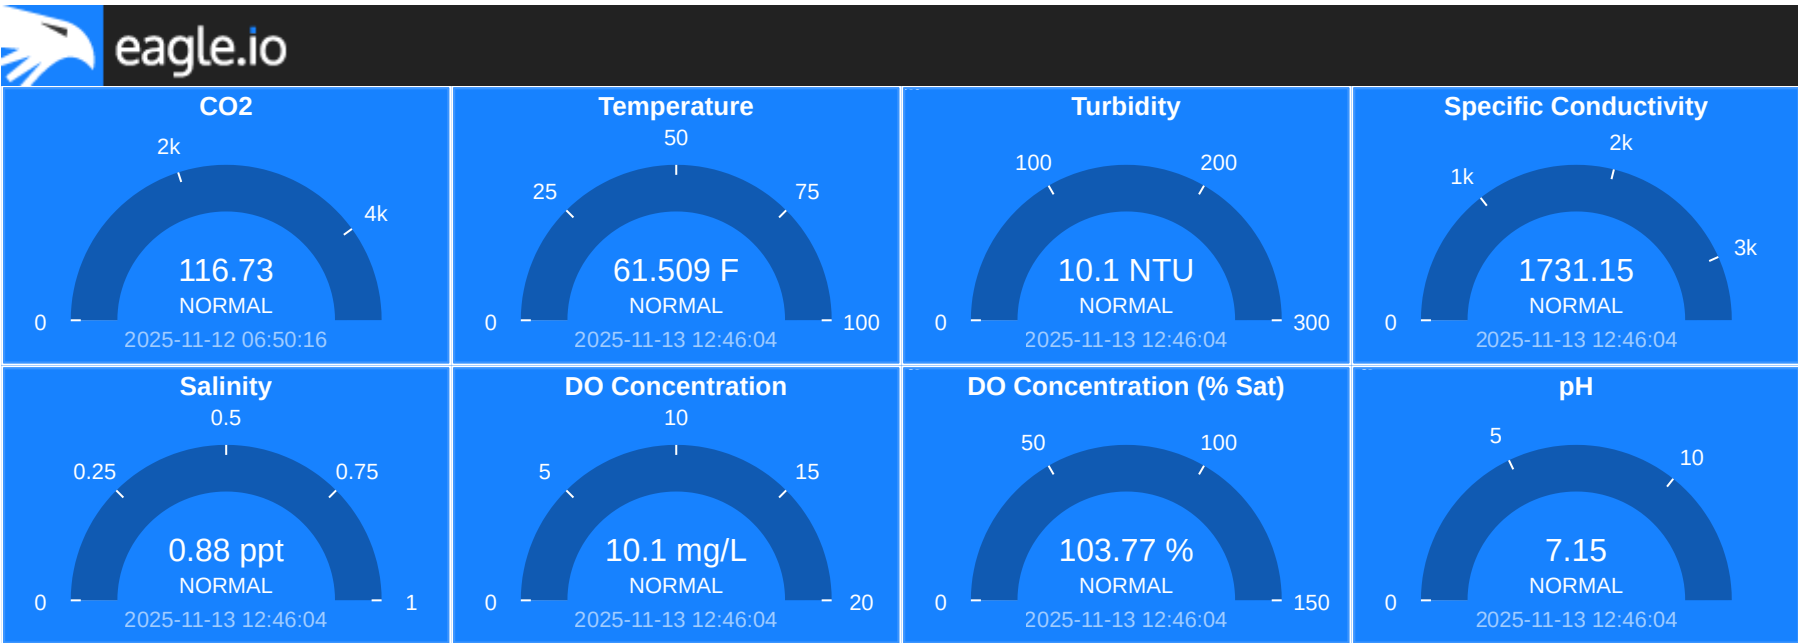 eagle.io
CO2
2k
4k
0
116.73
NORMAL
2025-11-12 06:50:16
Temperature
50
25
75
0
100
61.509 F
NORMAL
2025-11-13 12:46:04
Turbidity
100
200
0
300
10.1 NTU
NORMAL
2025-11-13 12:46:04
Specific Conductivity
2k
1k
3k
0
1731.15
NORMAL
2025-11-13 12:46:04
Salinity
0.5
0.25
0.75
0
1
0.88 ppt
NORMAL
2025-11-13 12:46:04
DO Concentration
10
5
15
0
20
10.1 mg/L
NORMAL
2025-11-13 12:46:04
DO Concentration (% Sat)
50
100
0
150
103.77 %
NORMAL
2025-11-13 12:46:04
pH
5
10
0
7.15
NORMAL
2025-11-13 12:46:04